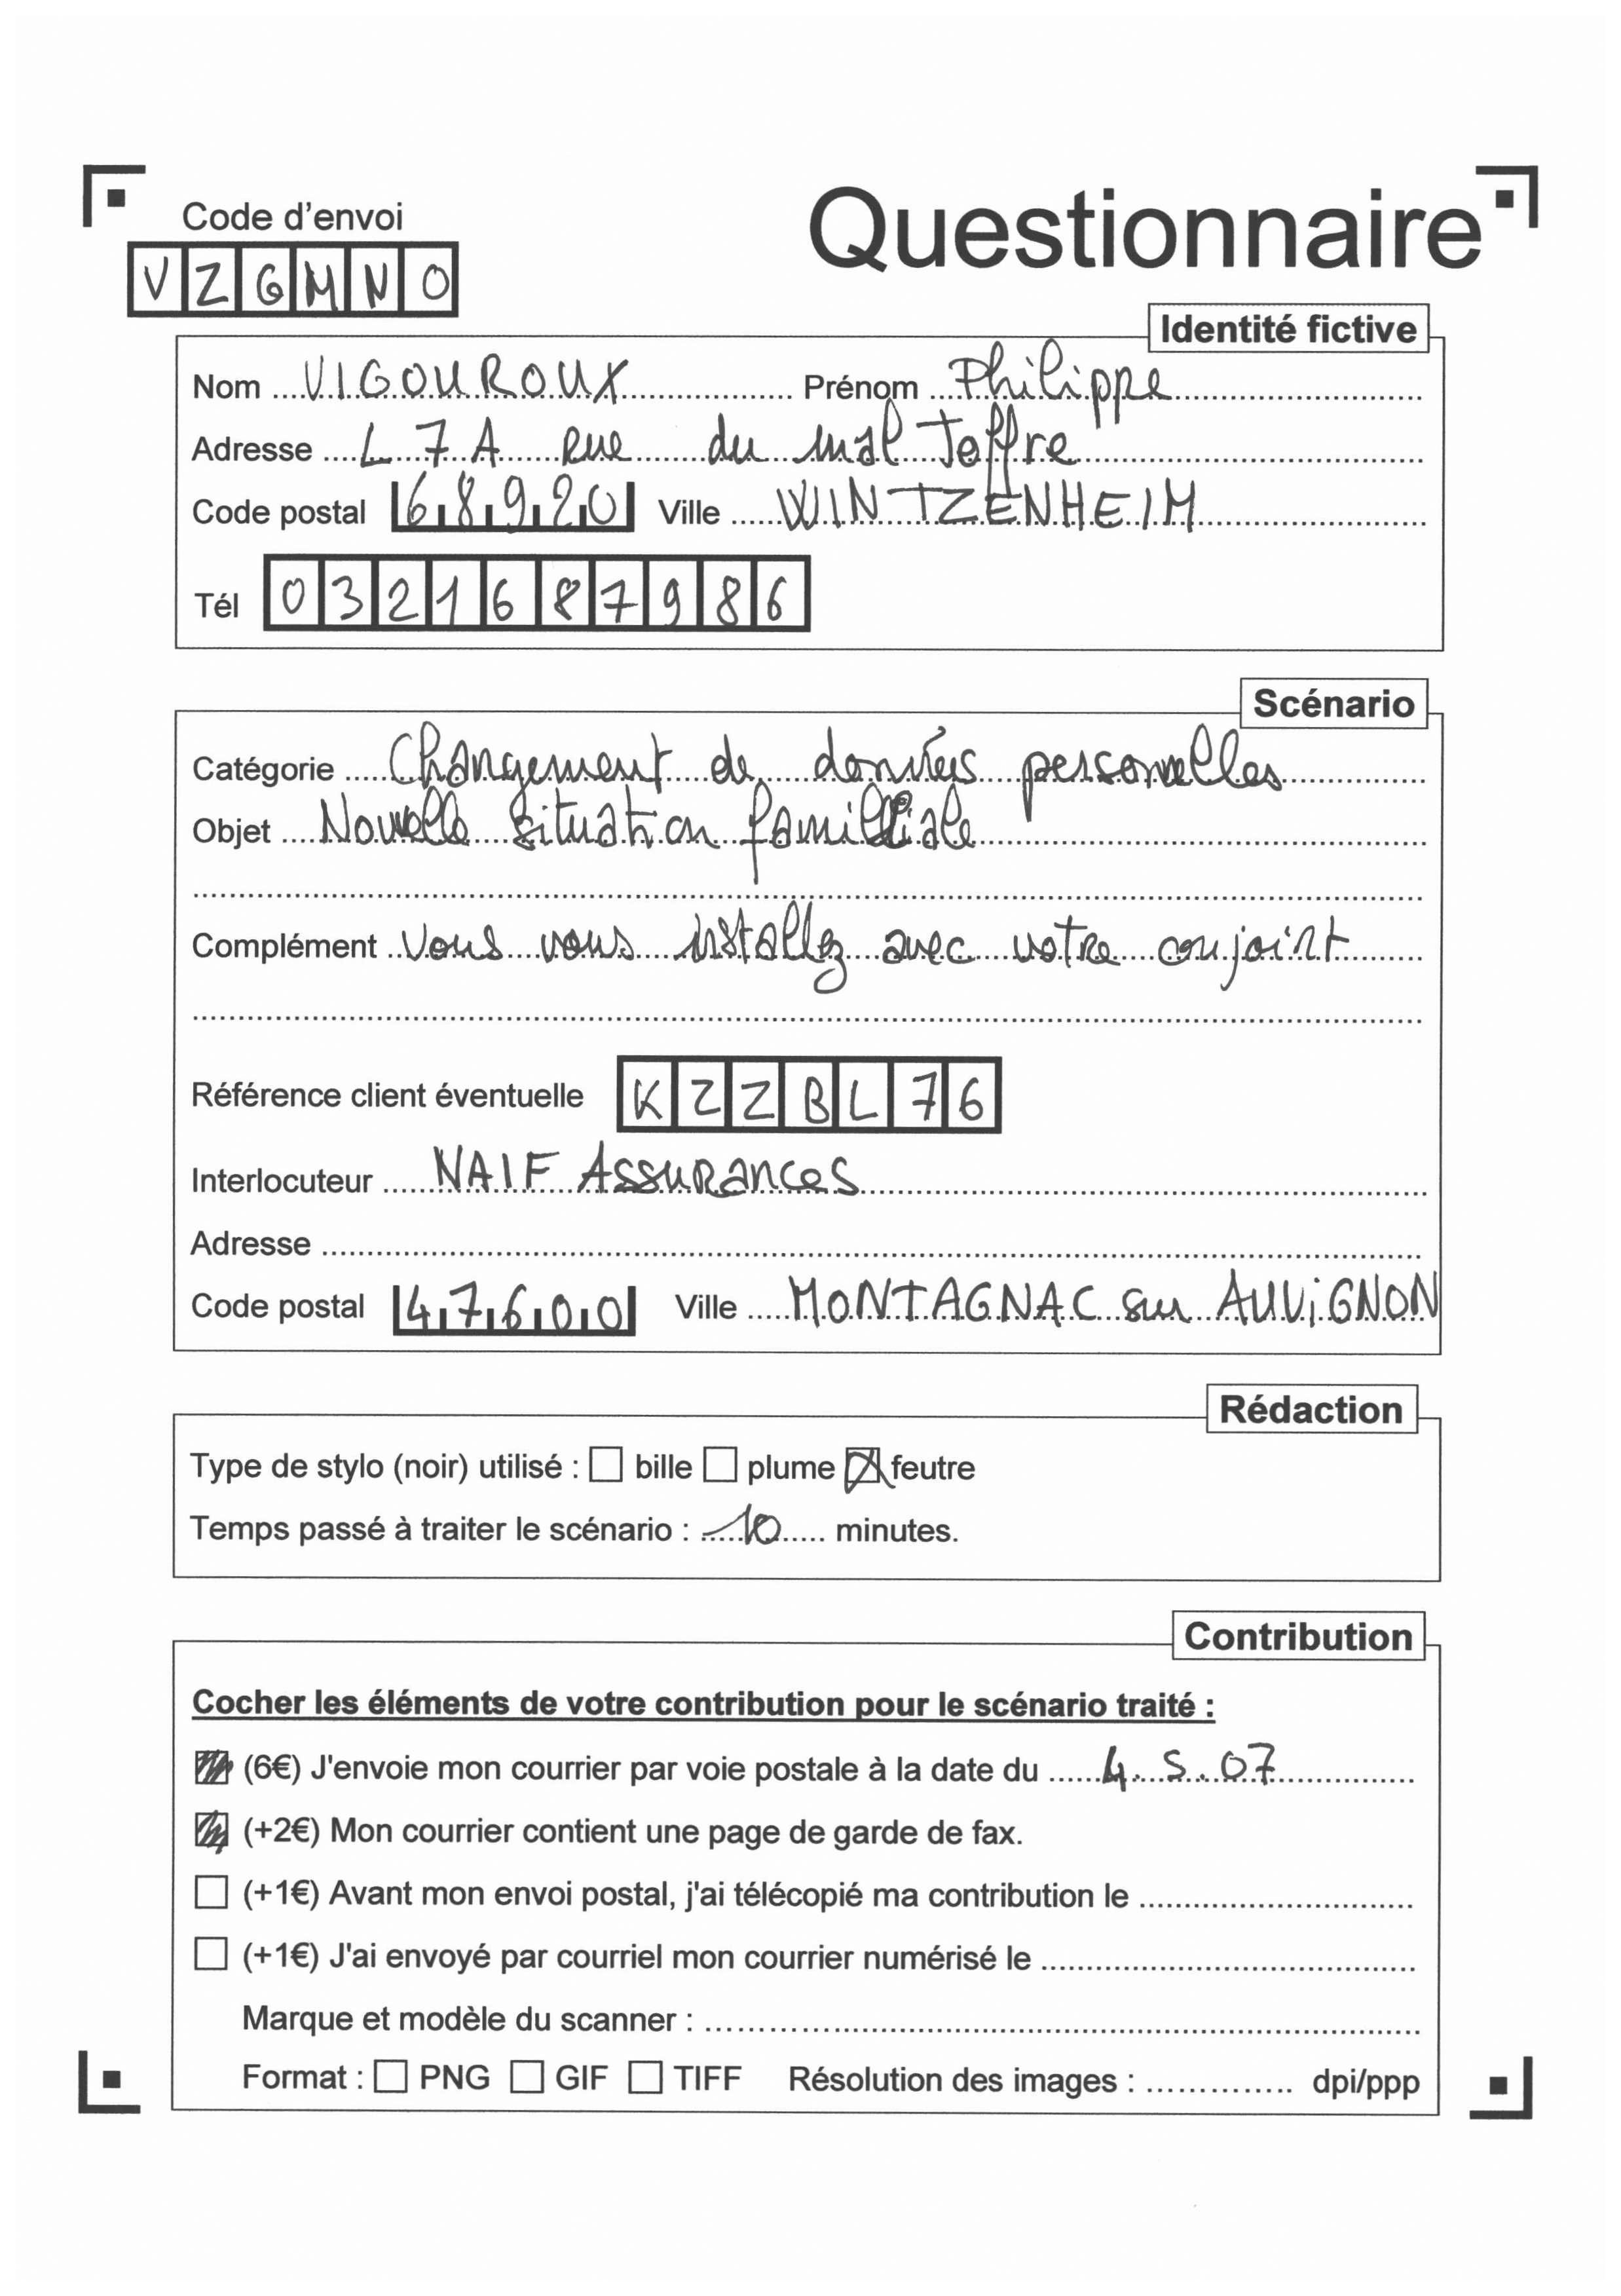 Code d'envoi
Questionnaire
VZGMNO
Identité fictive
Nom VIGOUROUX Prénom Philippe
Adresse L 7 A Rue du mal Joffre
Code postal 68920 Ville WINTZENHEIM
Tél 0321687986
Scénario
Catégorie Changement de données personnelles
Objet Nouvelle situation familiale
Complément Vous vous installez avec votre conjoint
Référence client éventuelle KZZBL76
Interlocuteur NAIF Assurances
Adresse
Code postal 47600 Ville MONTAGNAC sur AUVIGNON
Rédaction
Type de stylo (noir) utilisé : bille plume feutre
Temps passé à traiter le scénario : 10 minutes.
Contribution
Cocher les éléments de votre contribution pour le scénario traité :
(6€) J'envoie mon courrier par voie postale à la date du 4.5.07
(+2€) Mon courrier contient une page de garde de fax.
(+1€) Avant mon envoi postal, j'ai télécopié ma contribution le
(+1€) J'ai envoyé par courriel mon courrier numérisé le
Marque et modèle du scanner :
Format : PNG GIF TIFF Résolution des images : dpi/ppp